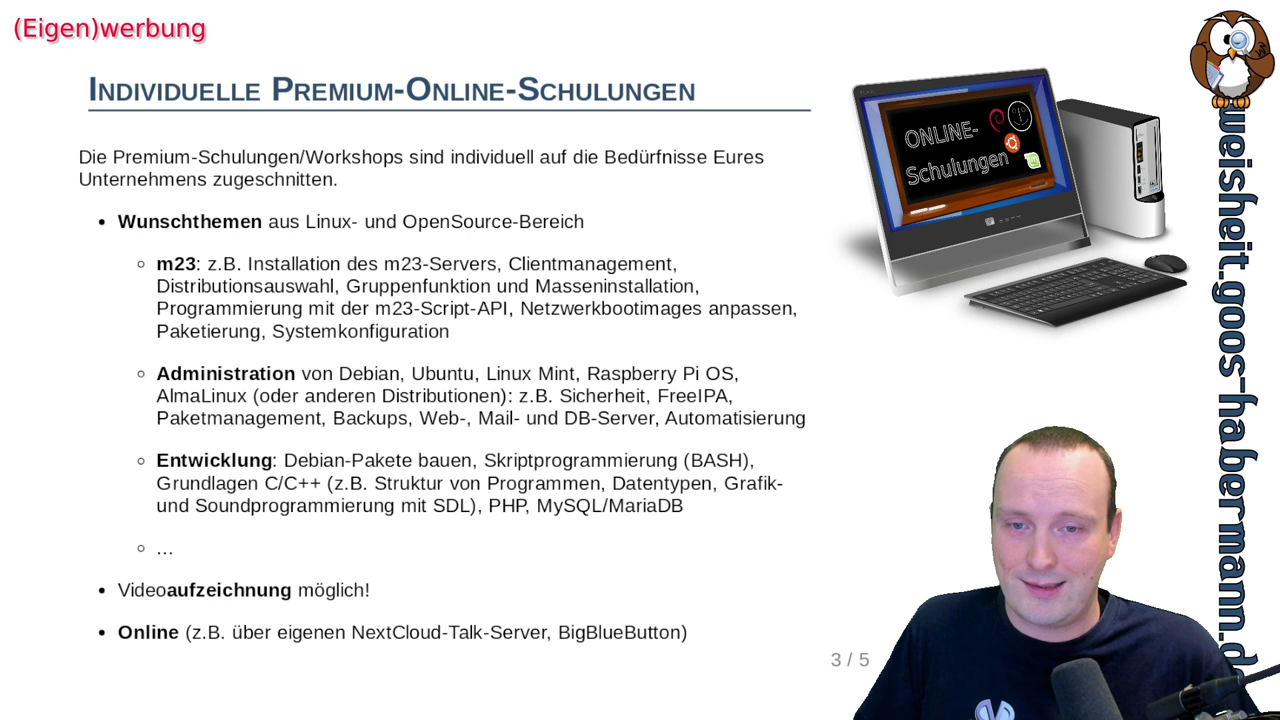 (Eigen)werbung
Individuelle Premium-Online-Schulungen
Die Premium-Schulungen/Workshops sind individuell auf die Bedürfnisse Eures
Unternehmens zugeschnitten.
• Wunschthemen aus Linux- und OpenSource-Bereich
◦ m23: z.B. Installation des m23-Servers, Clientmanagement,
Distributionsauswahl, Gruppenfunktion und Masseninstallation,
Programmierung mit der m23-Script-API, Netzwerkbootimages anpassen,
Paketierung, Systemkonfiguration
◦ Administration von Debian, Ubuntu, Linux Mint, Raspberry Pi OS,
AlmaLinux (oder anderen Distributionen): z.B. Sicherheit, FreeIPA,
Paketmanagement, Backups, Web-, Mail- und DB-Server, Automatisierung
◦ Entwicklung: Debian-Pakete bauen, Skriptprogrammierung (BASH),
Grundlagen C/C++ (z.B. Struktur von Programmen, Datentypen, Grafik-
und Soundprogrammierung mit SDL), PHP, MySQL/MariaDB
◦ ...
• Videoaufzeichnung möglich!
• Online (z.B. über eigenen NextCloud-Talk-Server, BigBlueButton)
3 / 5
ONLINE-
Schulungen
weisheit.goos-habermann.d